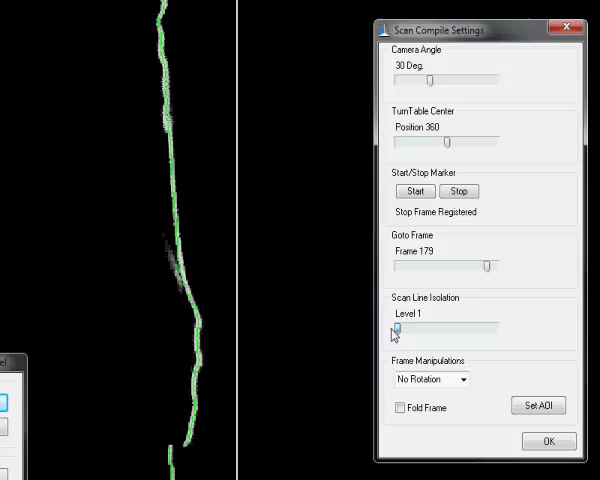 Scan Compile Settings
Camera Angle
30 Deg.
TurnTable Center
Position 360
Start/Stop Marker
Start
Stop
Stop Frame Registered
Goto Frame
Frame 179
Scan Line Isolation
Level 1
Frame Manipulations
No Rotation
Fold Frame
Set AOI
OK
el